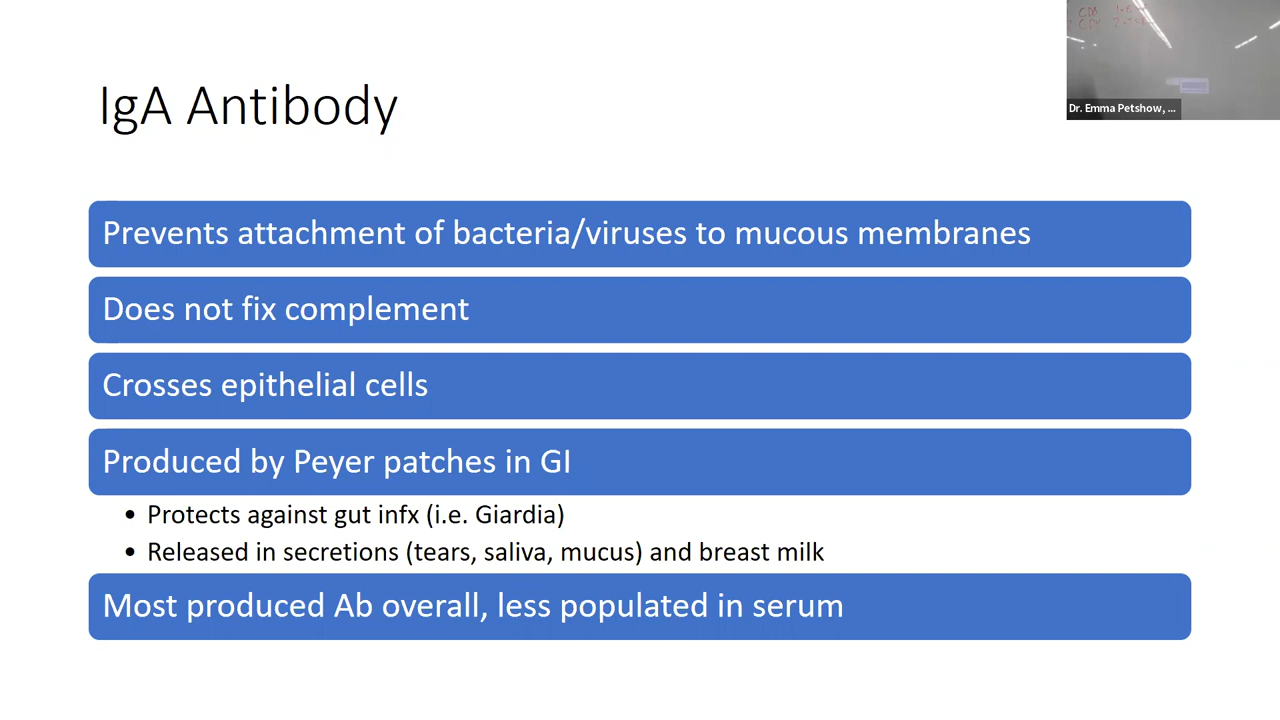 IgA Antibody
Dr. Emma Petshow, ...
Prevents attachment of bacteria/viruses to mucous membranes
Does not fix complement
Crosses epithelial cells
Produced by Peyer patches in GI
• Protects against gut infx (i.e. Giardia)
• Released in secretions (tears, saliva, mucus) and breast milk
Most produced Ab overall, less populated in serum